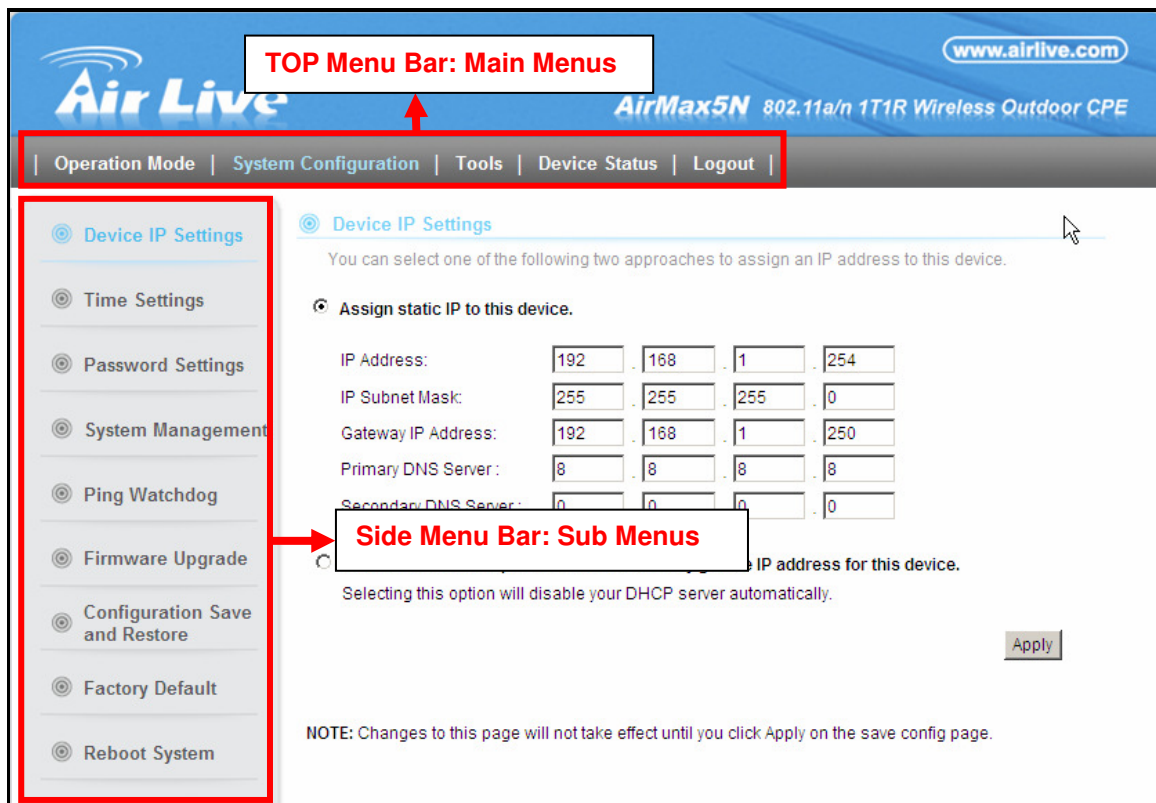 TOP Menu Bar: Main Menus
www.airlive.com
Air Live
AirMax5N 802.11a/n 1T1R Wireless Outdoor CPE
| Operation Mode | System Configuration | Tools | Device Status | Logout |
Device IP Settings
Time Settings
Password Settings
System Management
Ping Watchdog
Firmware Upgrade
Configuration Save
and Restore
Factory Default
Reboot System
Device IP Settings
You can select one of the following two approaches to assign an IP address to this device.
Assign static IP to this device.
IP Address: 192 . 168 . 1 . 254
IP Subnet Mask: 255 . 255 . 255 . 0
Gateway IP Address: 192 . 168 . 1 . 250
Primary DNS Server : 8 . 8 . 8 . 8
Secondary DNS Server : 0 . 0 . 0 . 0
Side Menu Bar: Sub Menus
IP address for this device.
Selecting this option will disable your DHCP server automatically.
Apply
NOTE: Changes to this page will not take effect until you click Apply on the save config page.